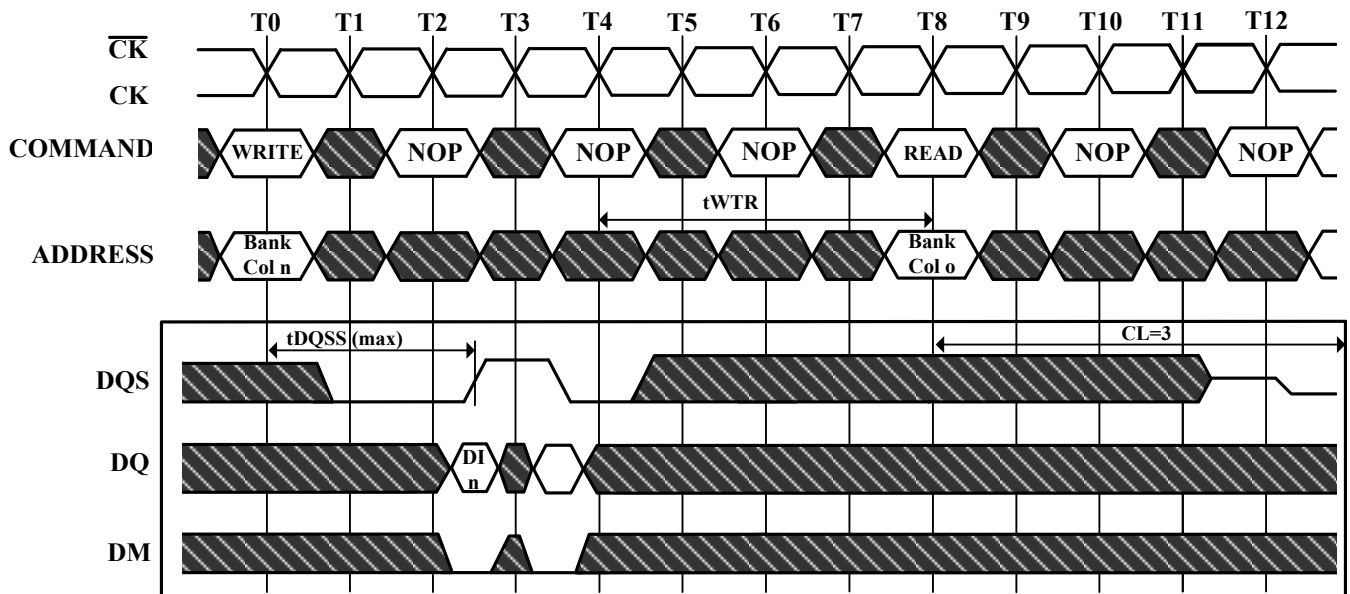 T0 T1 T2 T3 T4 T5 T6 T7 T8 T9 T10 T11 T12
CK
CK
COMMAND WRITE NOP NOP NOP READ NOP NOP
tWTR
ADDRESS Bank Col n Bank Col o
tDQSS (max) CL=3
DQS
DQ DI n
DM